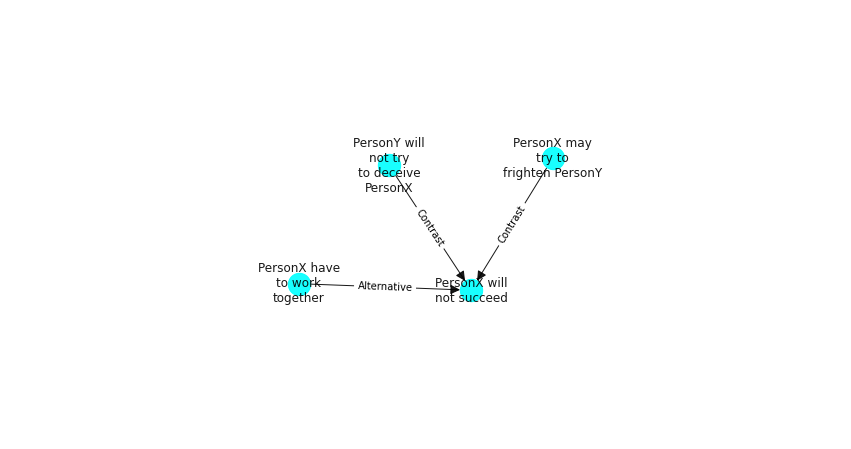 PersonY will
not try
to deceive
PersonX
PersonX may
try to
frighten PersonY
Contrast
Contrast
PersonX have
to work
together
Alternative
PersonX will
not succeed